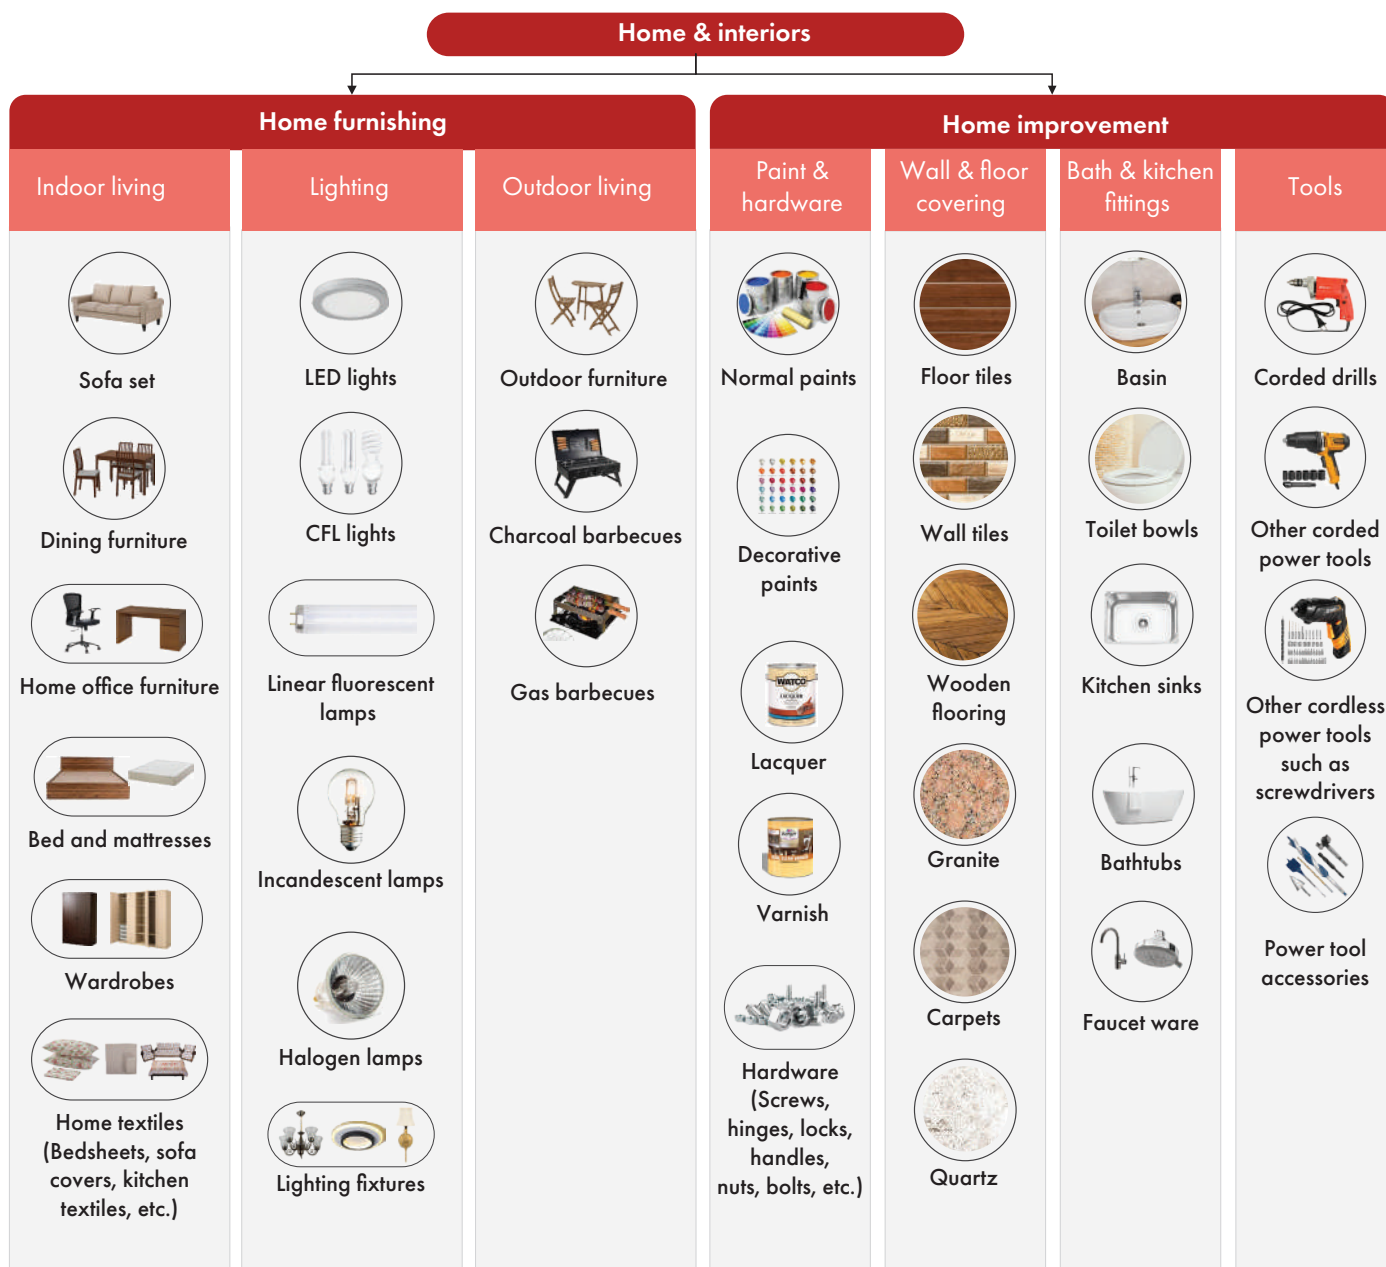 Home & interiors
Home furnishing
Home improvement
Indoor living
Lighting
Outdoor living
Paint &
hardware
Wall & floor
covering
Bath & kitchen
fittings
Tools
Sofa set
Dining furniture
Home office furniture
Bed and mattresses
Wardrobes
Home textiles
(Bedsheets, sofa
covers, kitchen
textiles, etc.)
LED lights
CFL lights
Linear fluorescent
lamps
Incandescent lamps
Halogen lamps
Lighting fixtures
Outdoor furniture
Charcoal barbecues
Gas barbecues
Normal paints
Decorative
paints
WATCO
LACQUER
Lacquer
Varnish
Hardware
(Screws,
hinges, locks,
handles,
nuts, bolts, etc.)
Floor tiles
Wall tiles
Wooden
flooring
Granite
Carpets
Quartz
Basin
Toilet bowls
Kitchen sinks
Bathtubs
Faucet ware
Corded drills
Other corded
power tools
Other cordless
power tools
such as
screwdrivers
Power tool
accessories